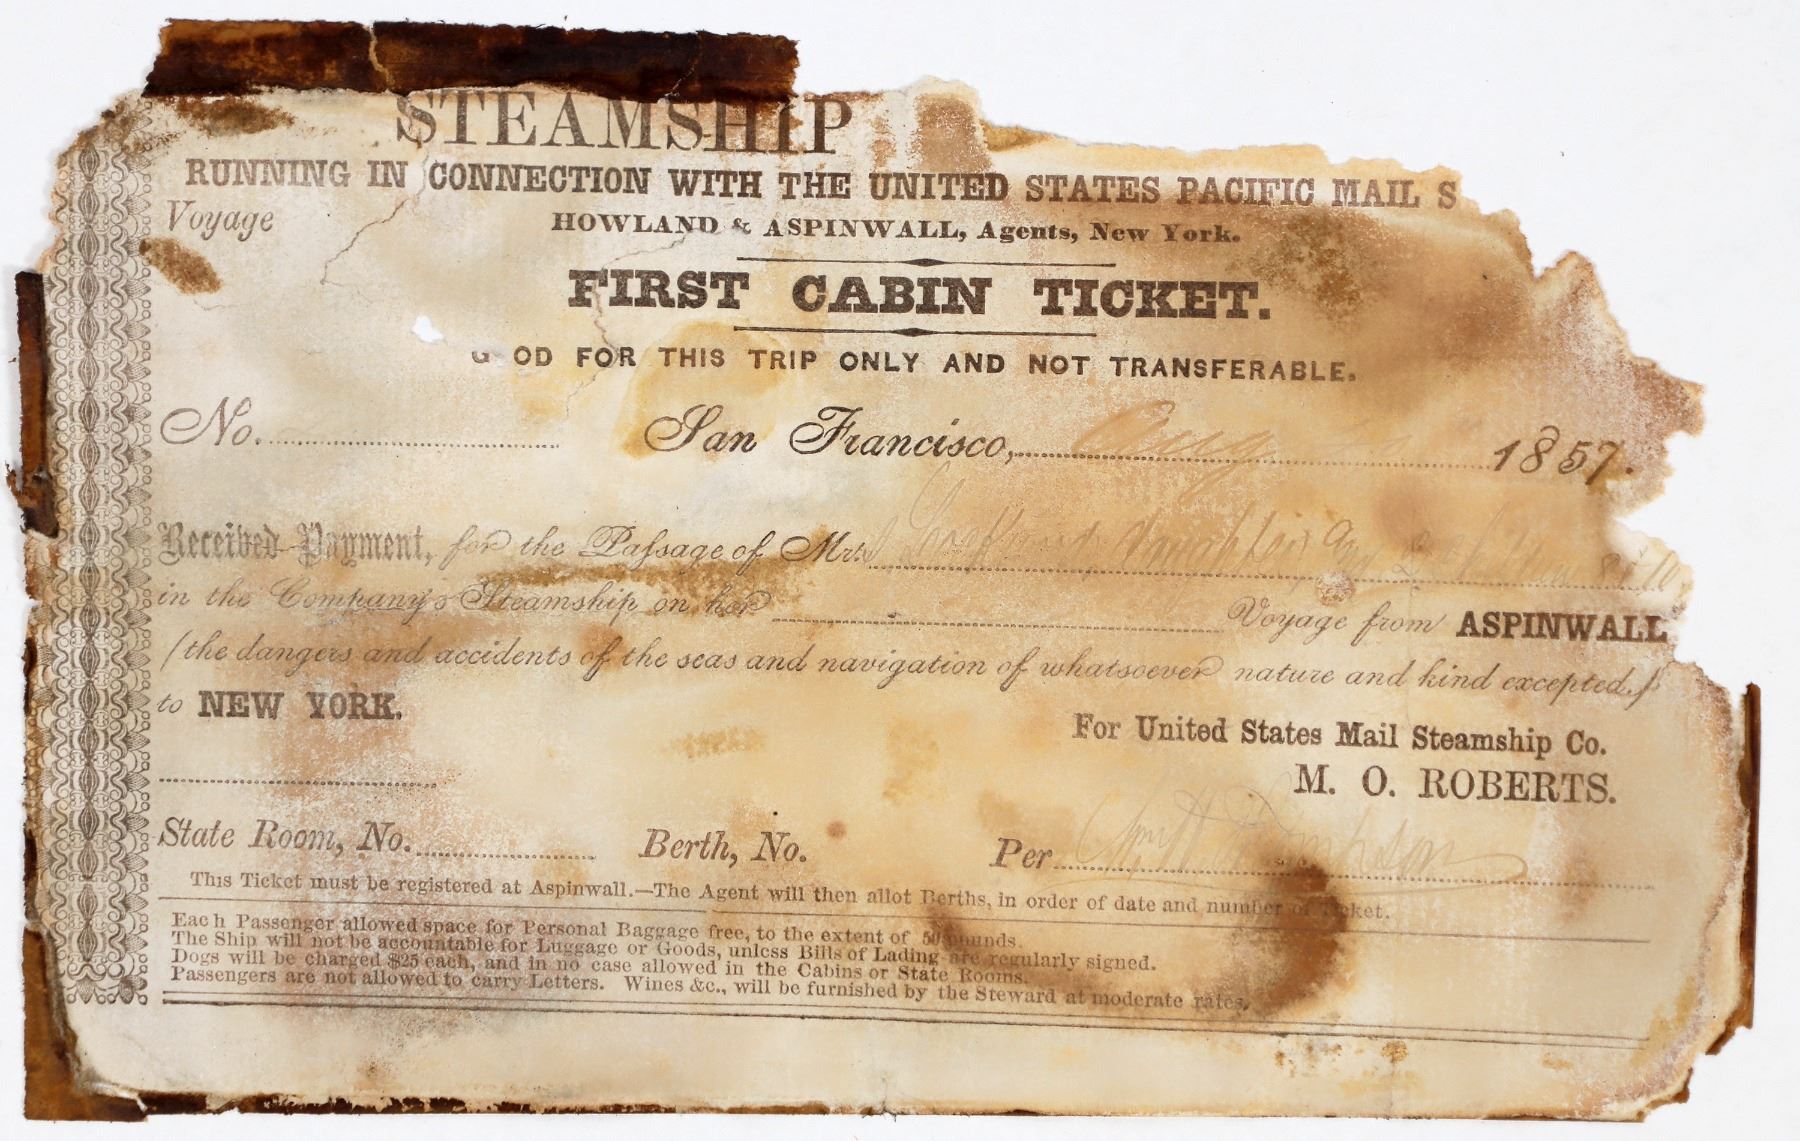 STEAMSHIP
RUNNING IN CONNECTION WITH THE UNITED STATES PACIFIC MAIL S
Voyage HOWLAND & ASPINWALL, Agents, New York.
FIRST CABIN TICKET.
G OD FOR THIS TRIP ONLY AND NOT TRANSFERABLE.
No. San Francisco, Aug 1857.
Received Payment, for the Passage of Mrs
in the Company's Steamship on her Voyage from ASPINWALL
(the dangers and accidents of the seas and navigation of whatsoever nature and kind excepted,)
to NEW YORK.
For United States Mail Steamship Co.
M. O. ROBERTS.
State Room, No. Berth, No. Per Thompson
This Ticket must be registered at Aspinwall.—The Agent will then allot Berths, in order of date and number of Ticket.
Each Passenger allowed space for Personal Baggage free, to the extent of 50 pounds.
The Ship will not be accountable for Luggage or Goods, unless Bills of Lading are regularly signed.
Dogs will be charged $25 each, and in no case allowed in the Cabins or State Rooms.
Passengers are not allowed to carry Letters. Wines &c., will be furnished by the Steward at moderate rates.